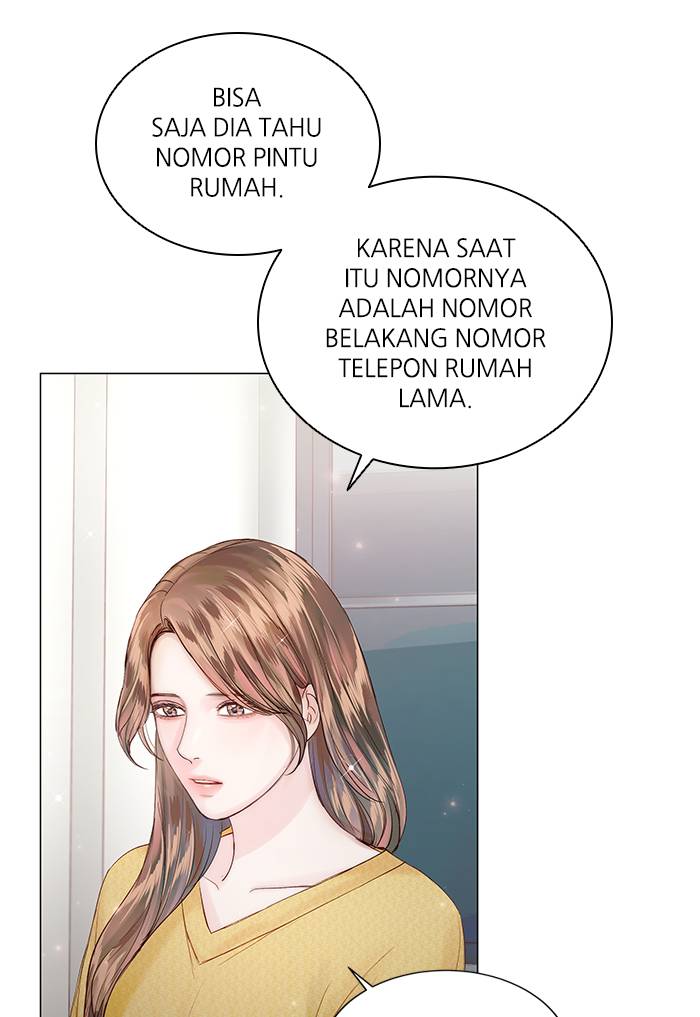 BISA
SAJA DIA TAHU
NOMOR PINTU
RUMAH.
KARENA SAAT
ITU NOMORNYA
ADALAH NOMOR
BELAKANG NOMOR
TELEPON RUMAH
LAMA.